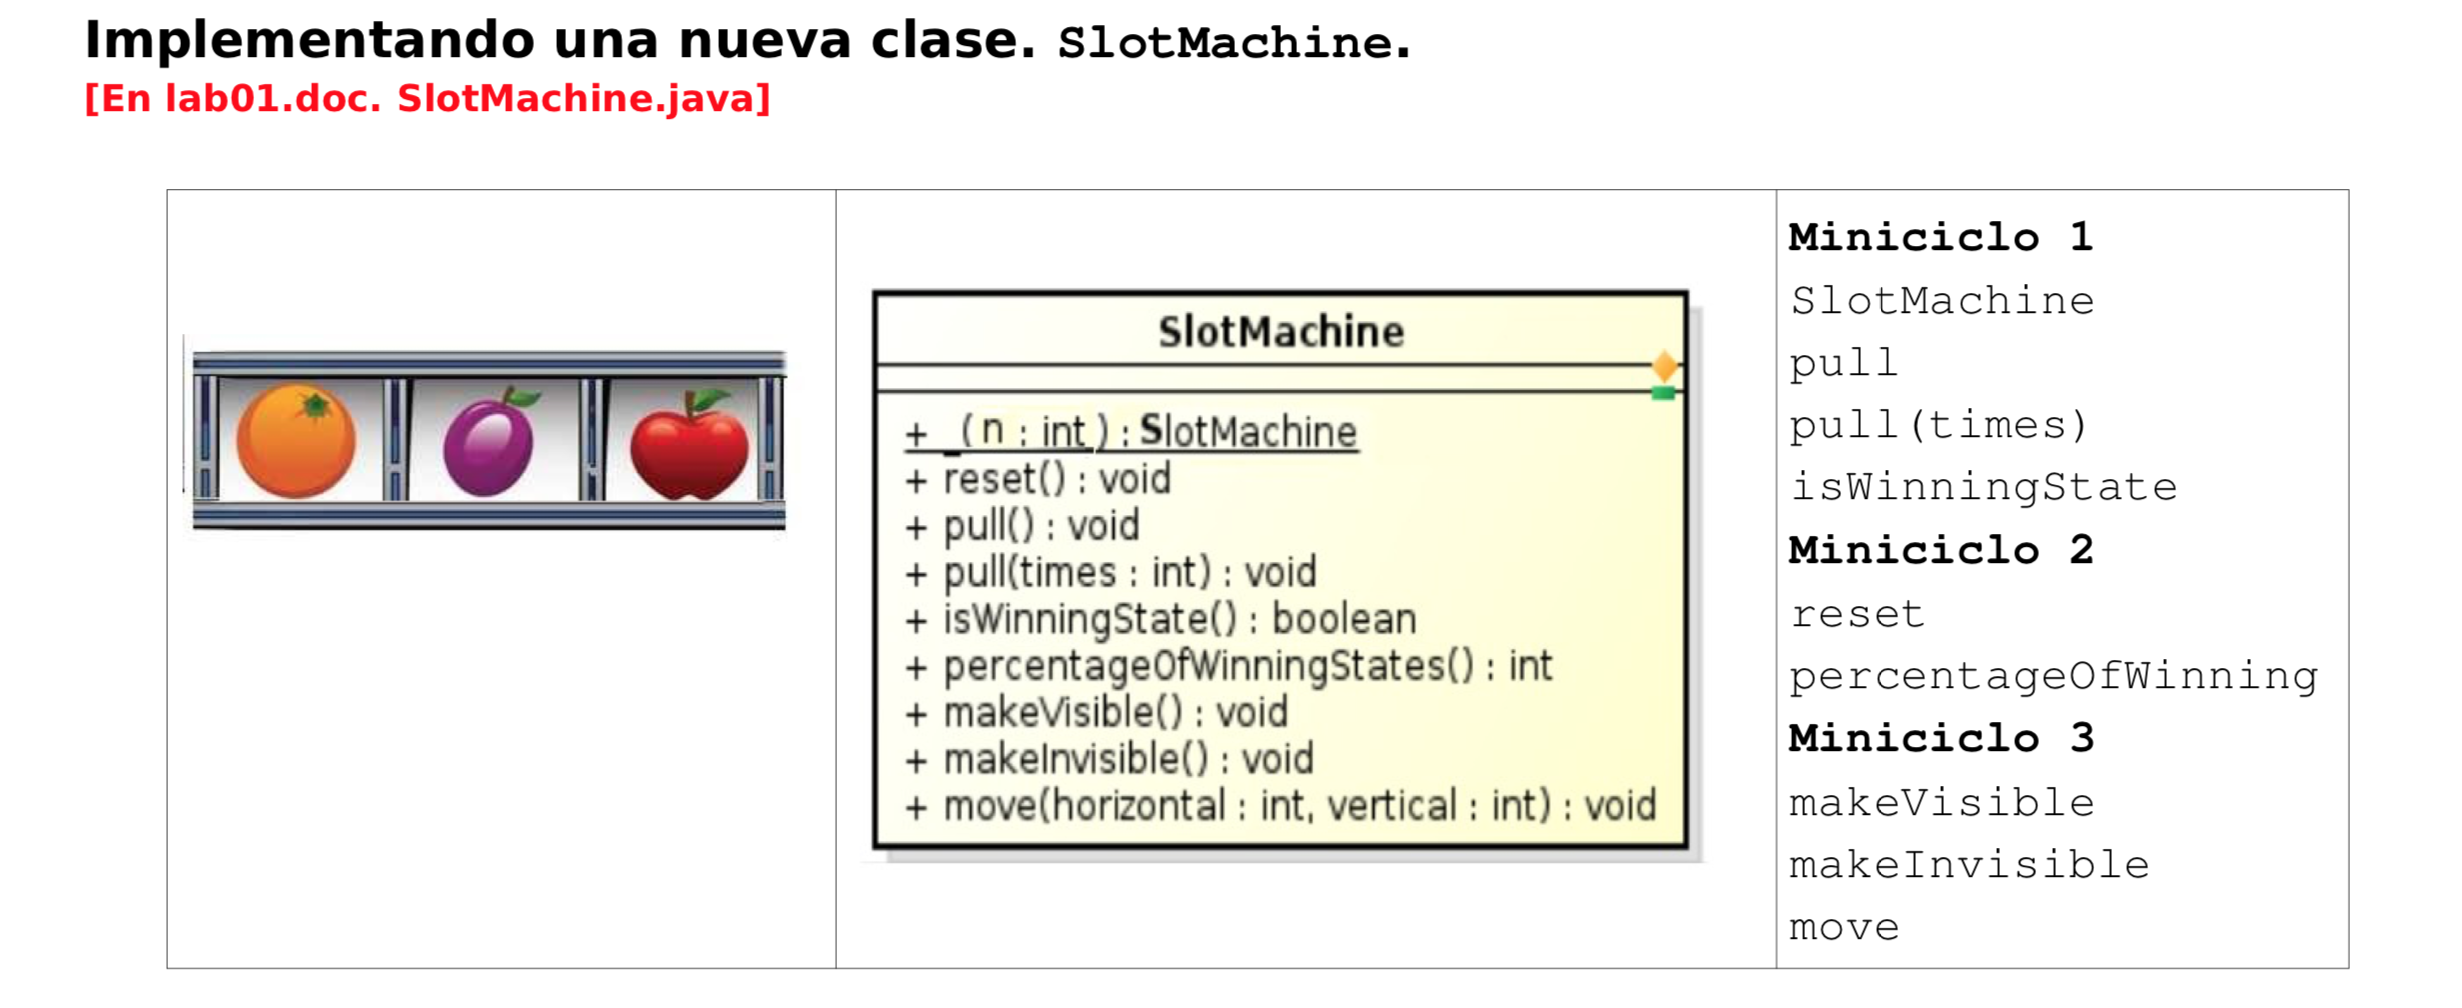 Implementando una nueva clase. SlotMachine.
[En lab01.doc. SlotMachine.java]
SlotMachine
+ _(n : int) : SlotMachine
+ reset() : void
+ pull() : void
+ pull(times : int) : void
+ isWinningState() : boolean
+ percentageOfWinningStates() : int
+ makeVisible() : void
+ makeInvisible() : void
+ move(horizontal : int, vertical : int) : void
Miniciclo 1
SlotMachine
pull
pull(times)
isWinningState
Miniciclo 2
reset
percentageOfWinning
Miniciclo 3
makeVisible
makeInvisible
move